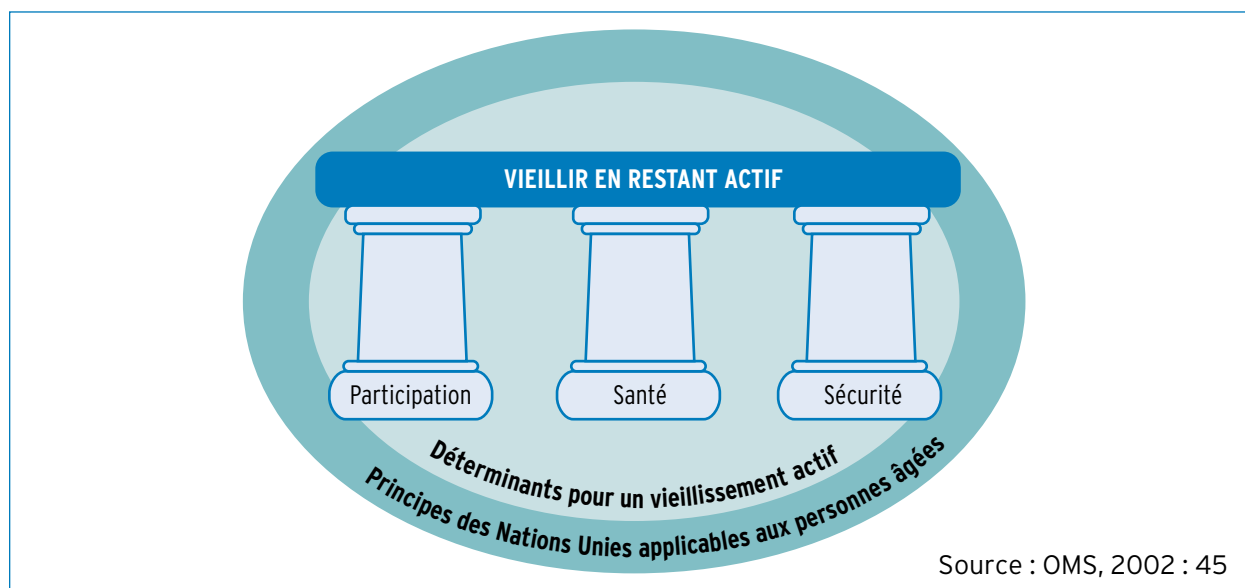 VIEILLIR EN RESTANT ACTIF
Participation
Santé
Sécurité
Déterminants pour un vieillissement actif
Principes des Nations Unies applicables aux personnes âgées
Source : OMS, 2002 : 45